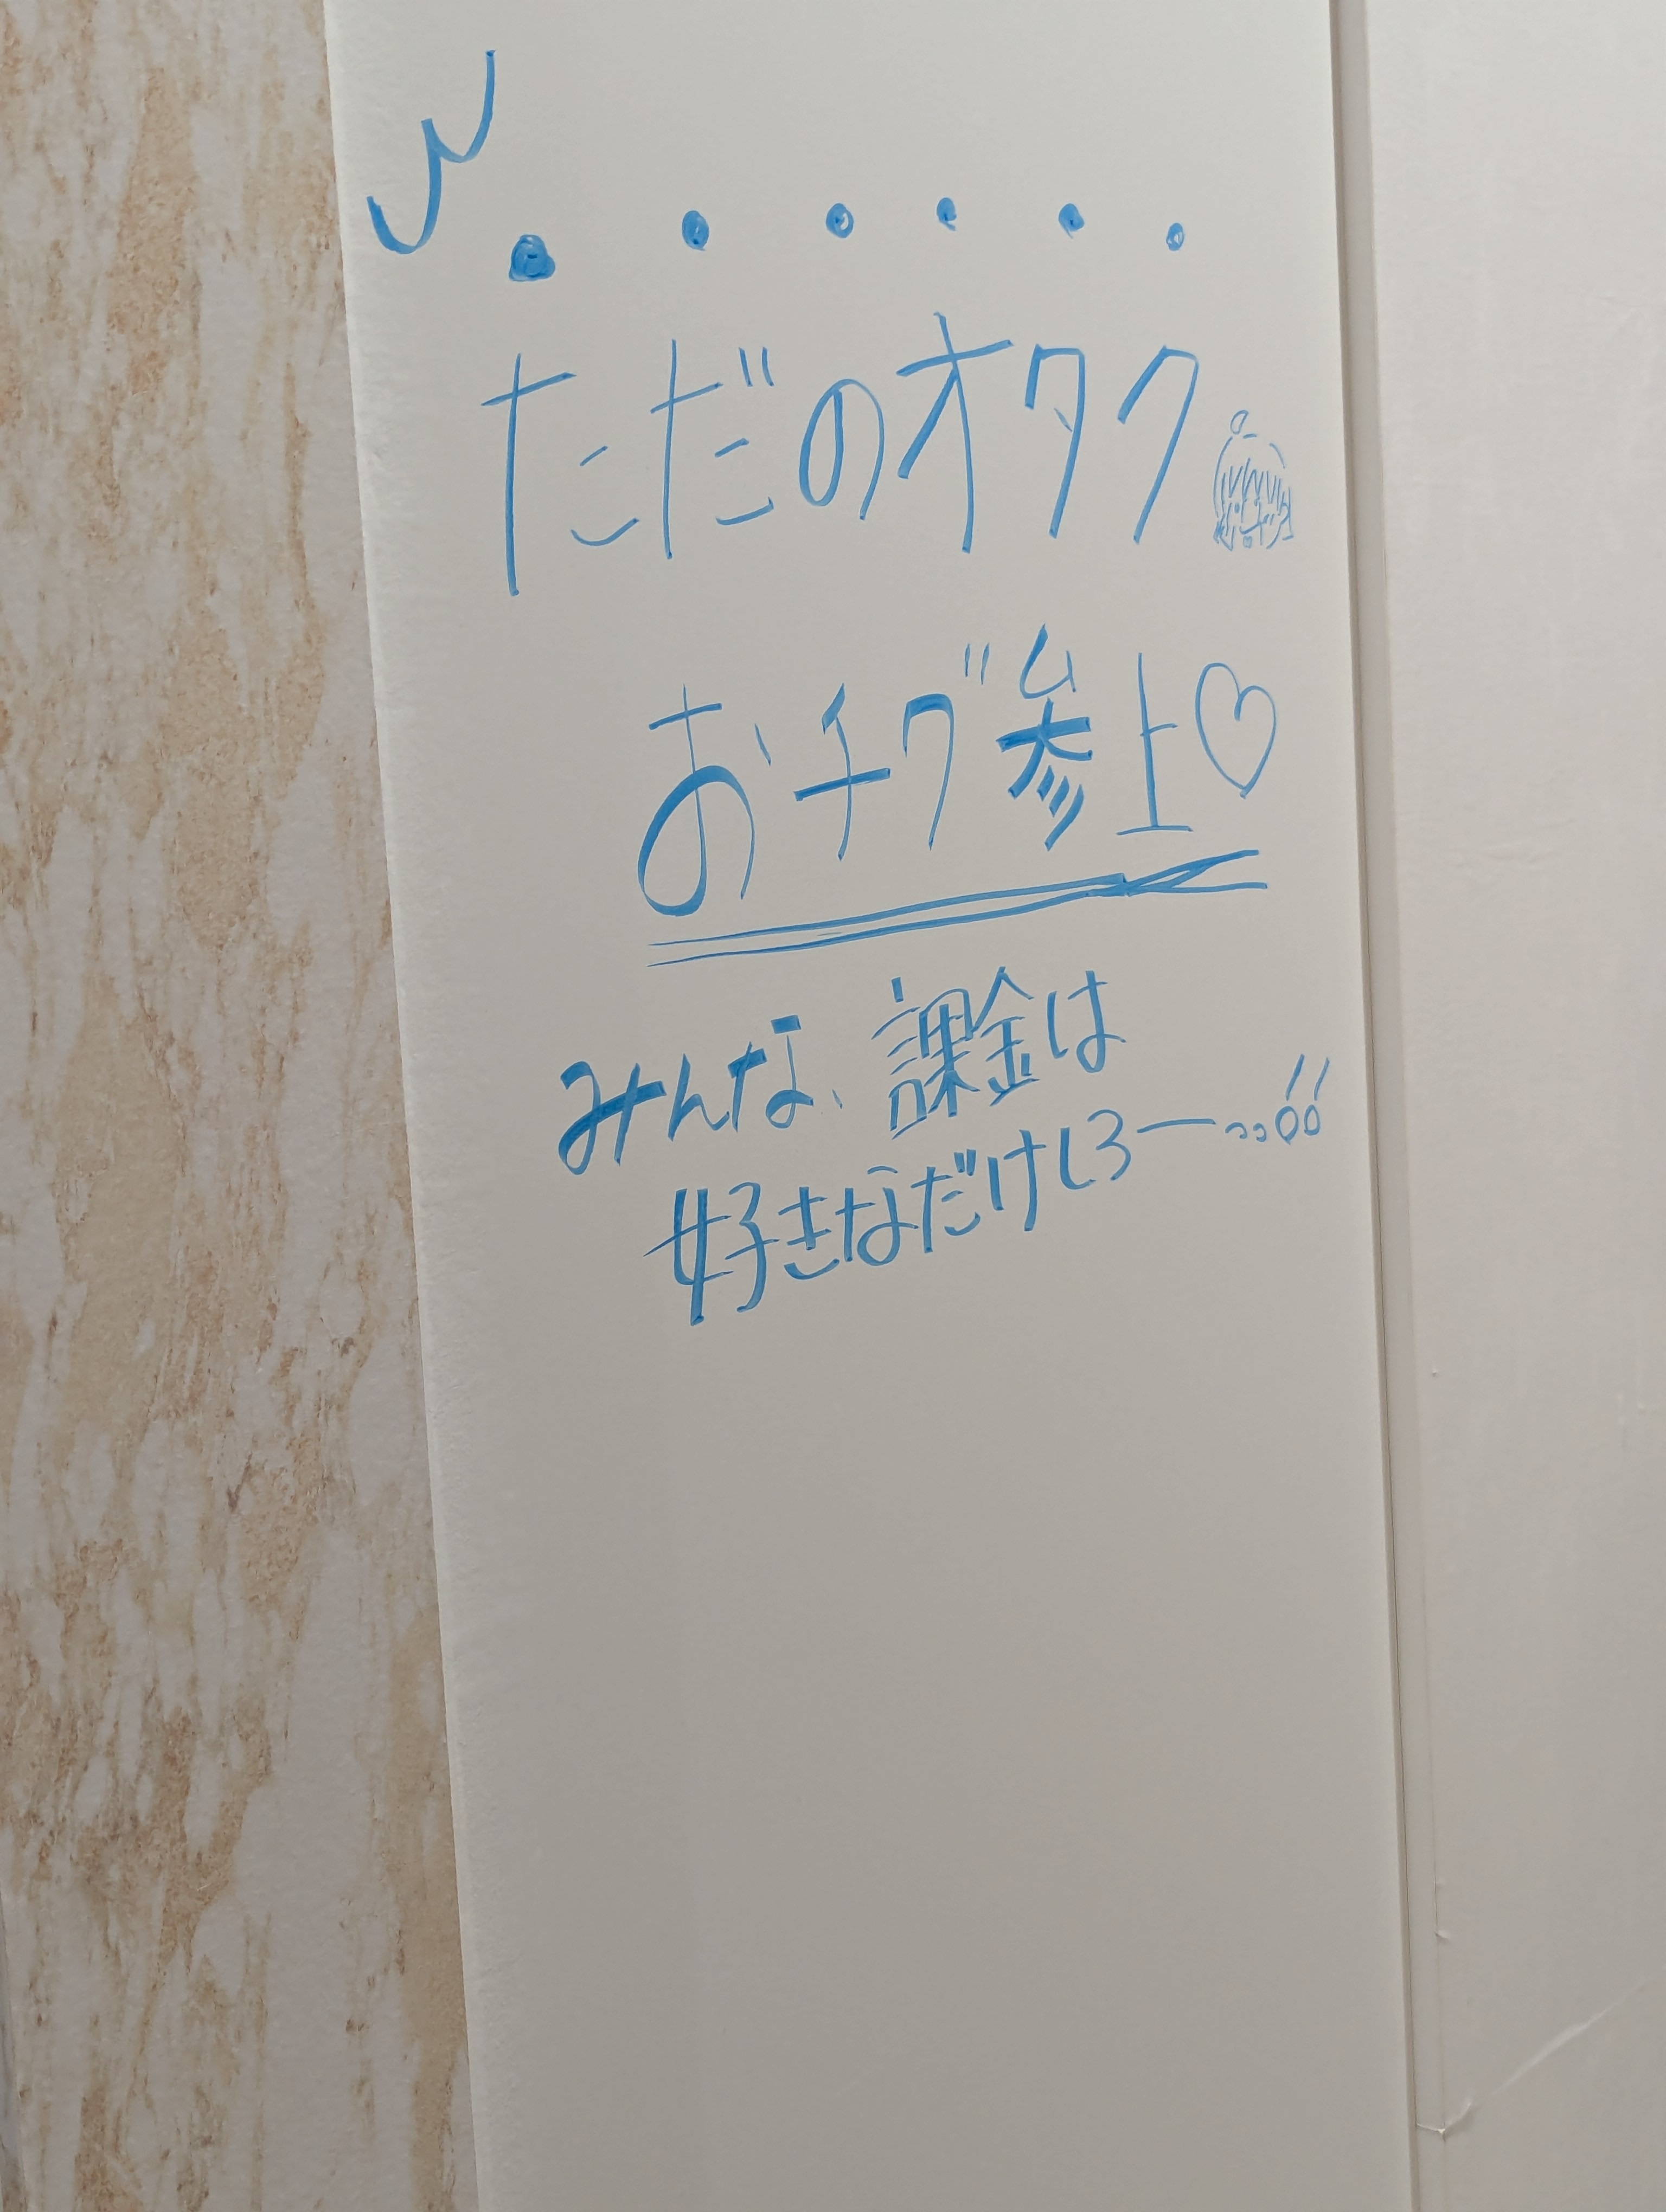 ただのオタク
おチヅ参上♡
みんな、課金は
好きなだけしろー...!!